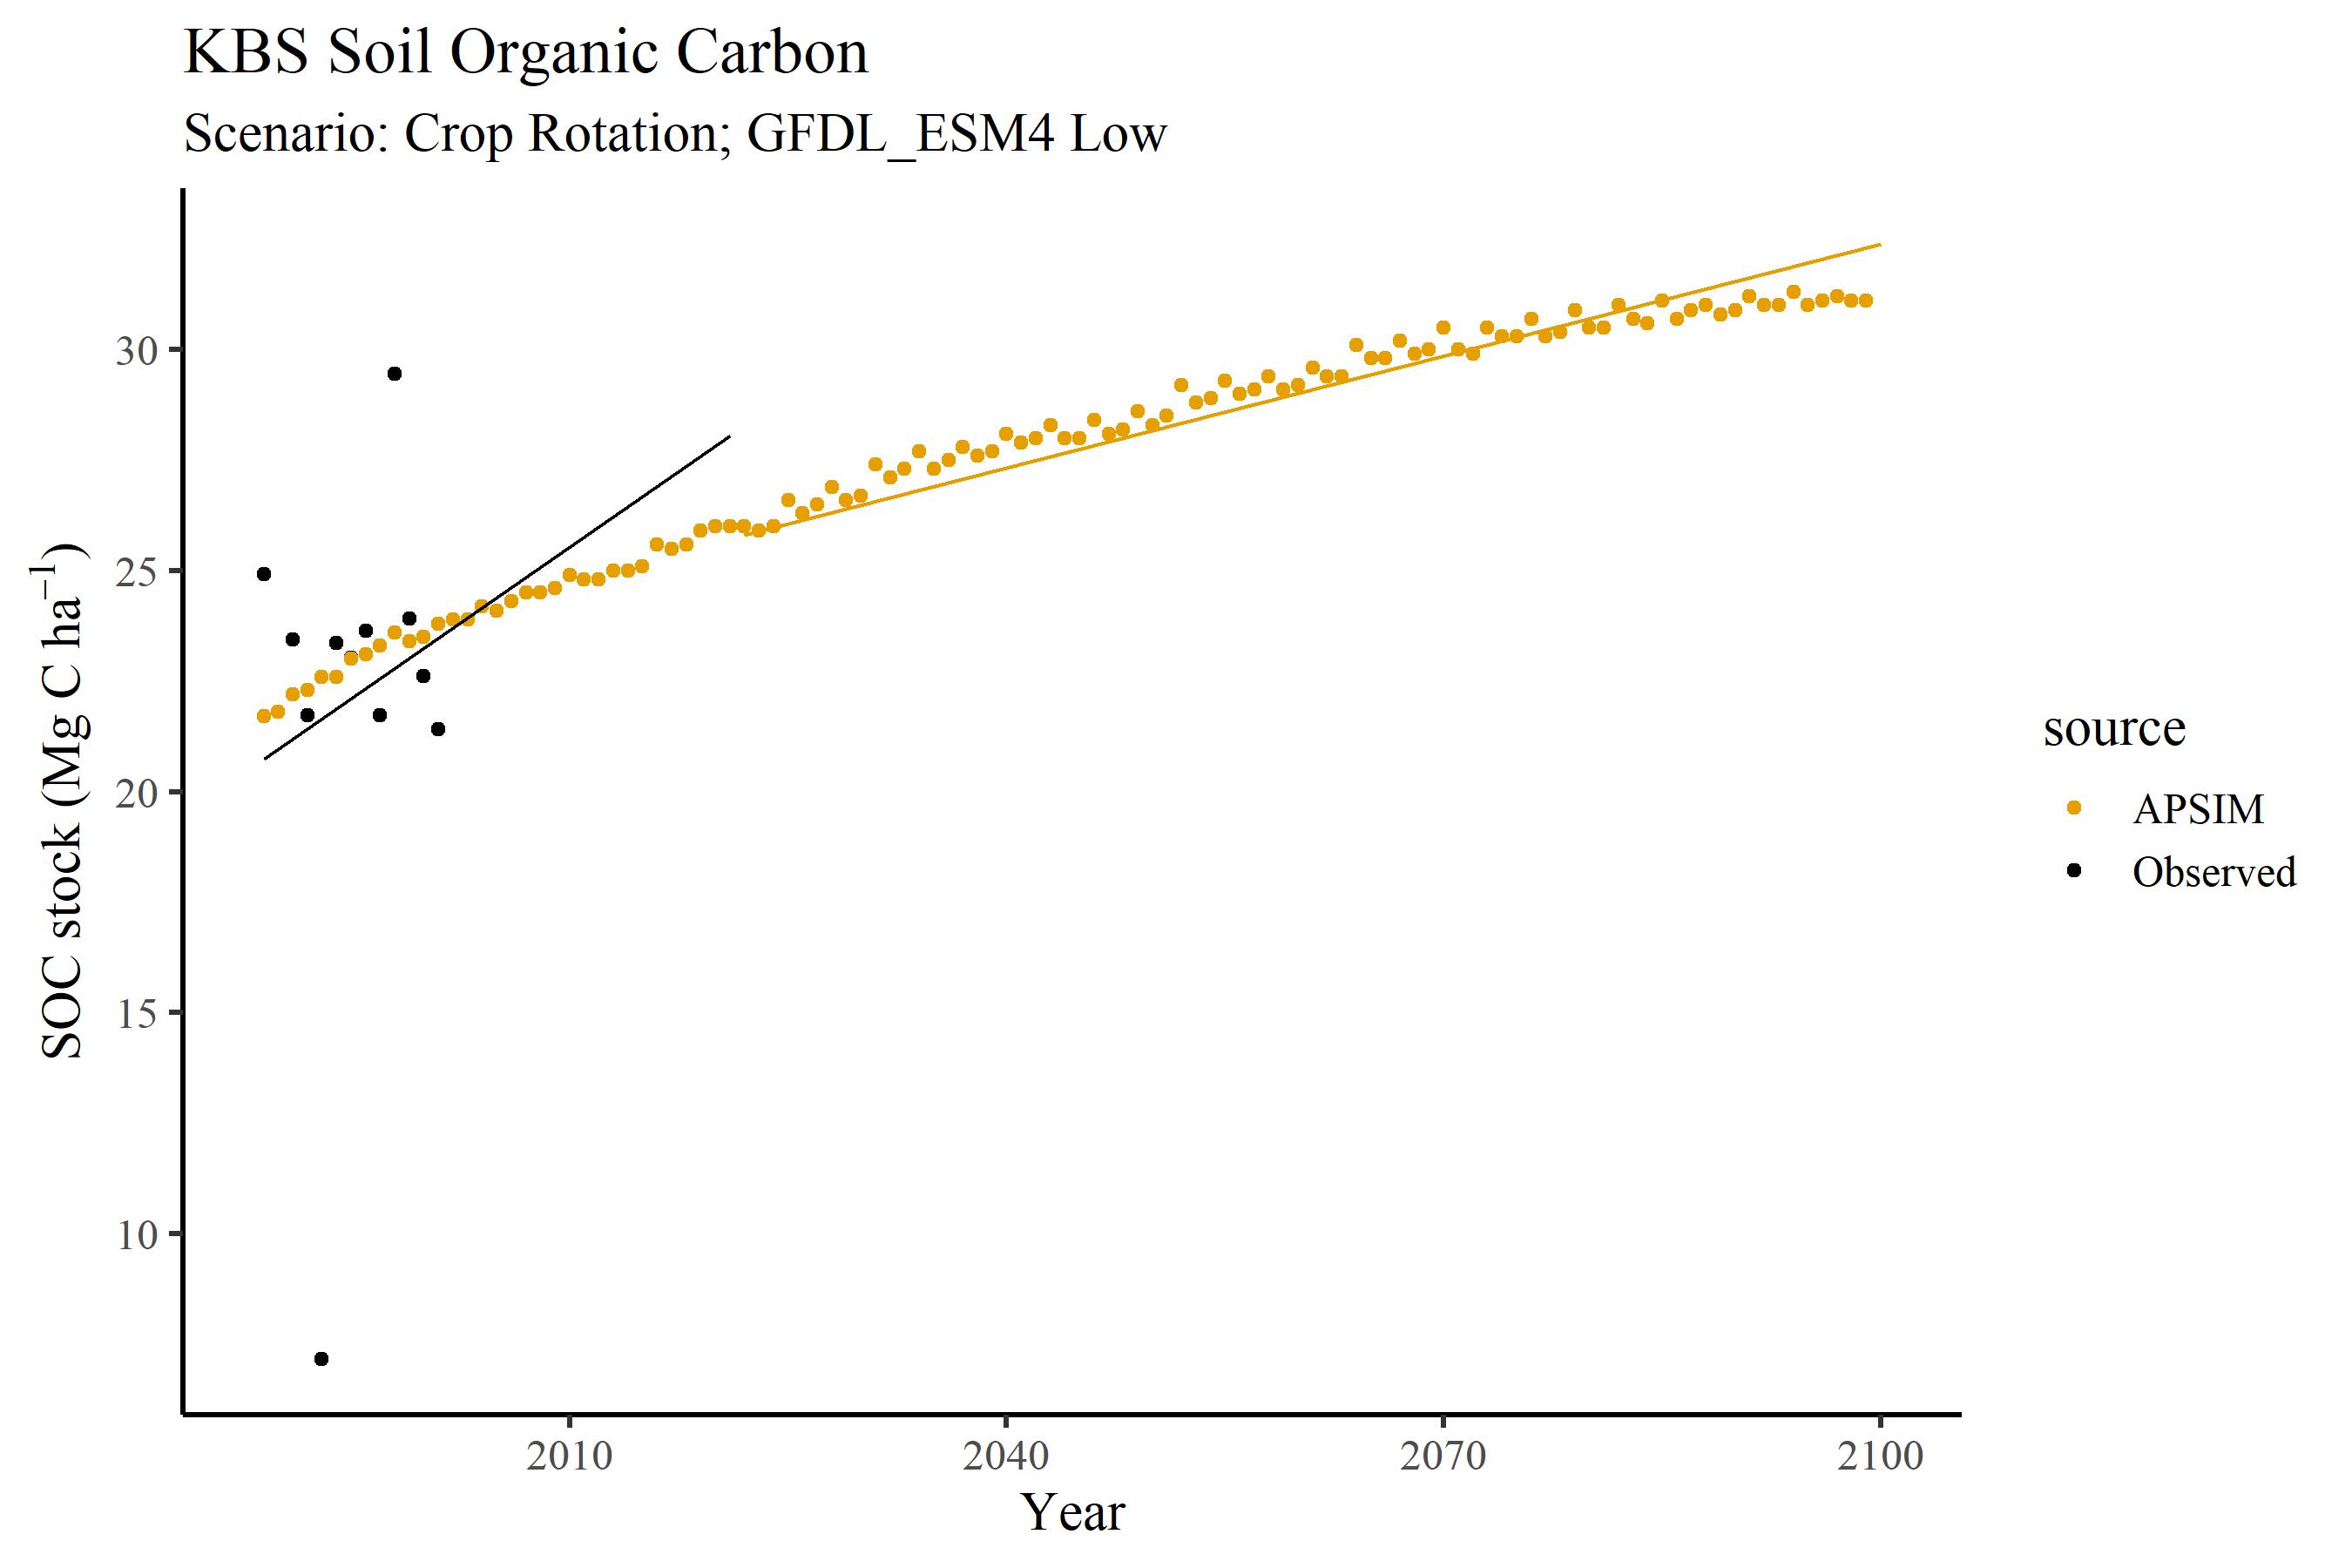 KBS Soil Organic Carbon
Scenario: Crop Rotation; GFDL_ESM4 Low
SOC stock (Mg C ha⁻¹)
30
25
20
15
10
2010
2040
2070
2100
Year
source
APSIM
Observed